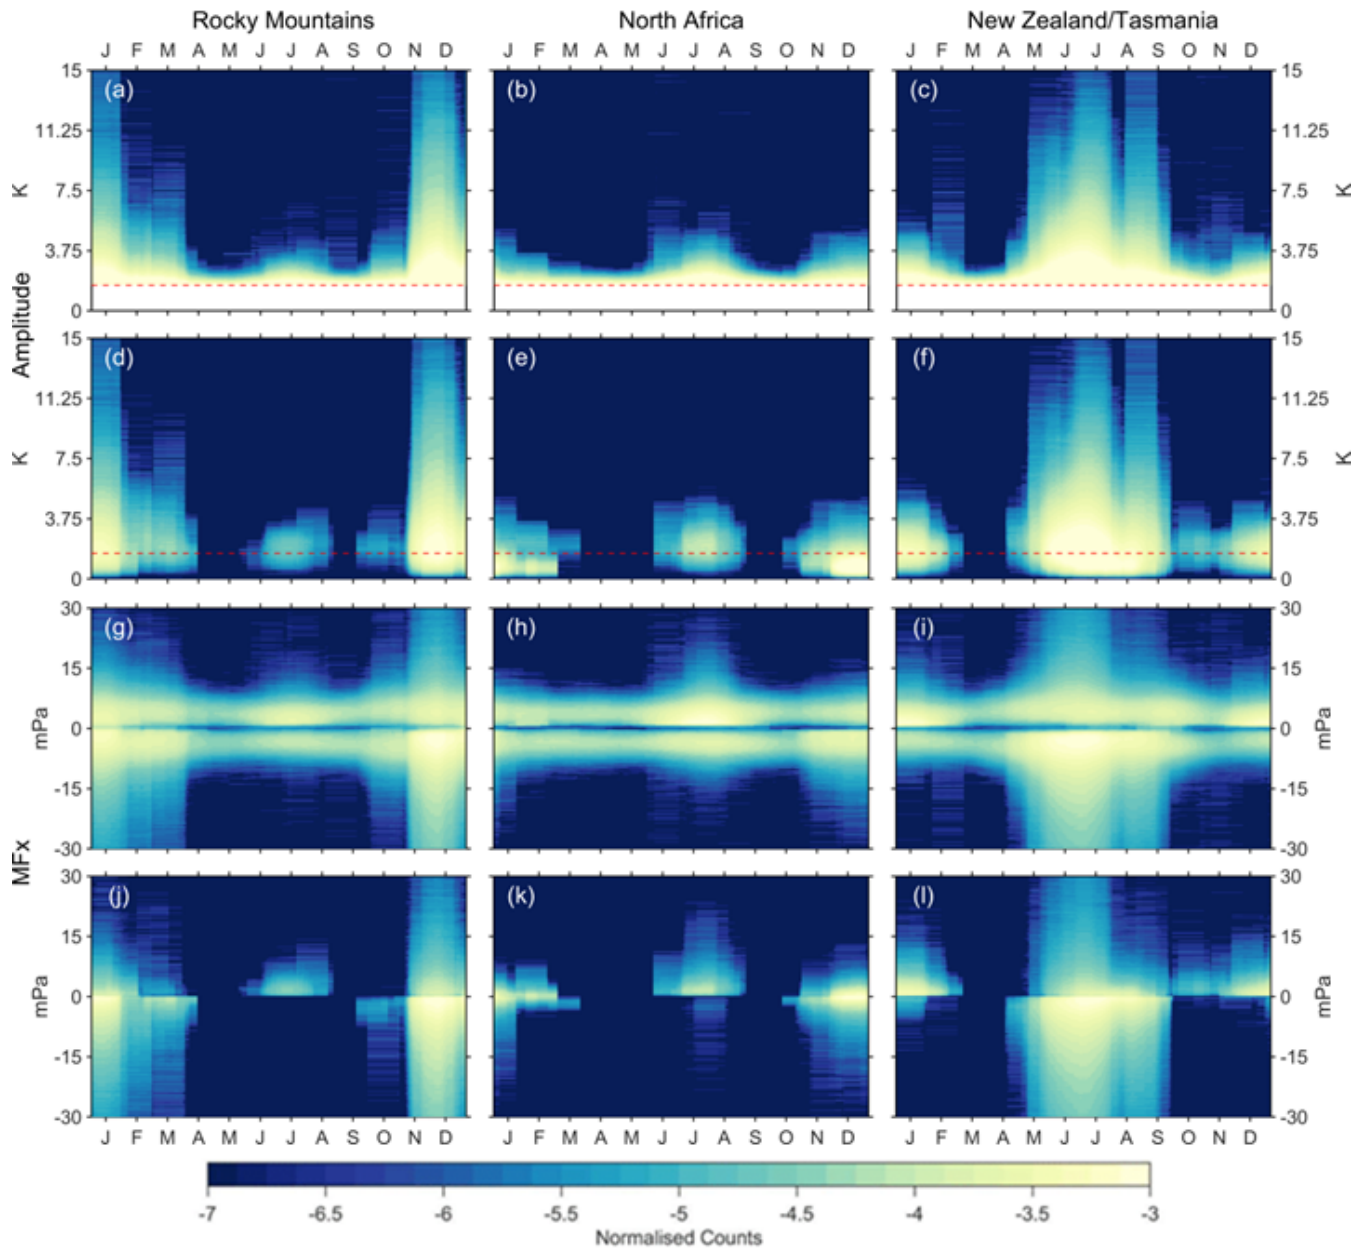 Rocky Mountains North Africa New Zealand/Tasmania
J F M A M J J A S O N D J F M A M J J A S O N D J F M A M J J A S O N D
15 (a) (b) (c) 15
11.25 11.25
K 7.5 7.5 K
3.75 3.75
0 0
Amplitude
15 (d) (e) (f) 15
11.25 11.25
K 7.5 7.5 K
3.75 3.75
0 0
30 (g) (h) (i) 30
15 15
mPa 0 0 mPa
-15 -15
-30 -30
MFx
30 (j) (k) (l) 30
15 15
mPa 0 0 mPa
-15 -15
-30 -30
J F M A M J J A S O N D J F M A M J J A S O N D J F M A M J J A S O N D
-7 -6.5 -6 -5.5 -5 -4.5 -4 -3.5 -3
Normalised Counts